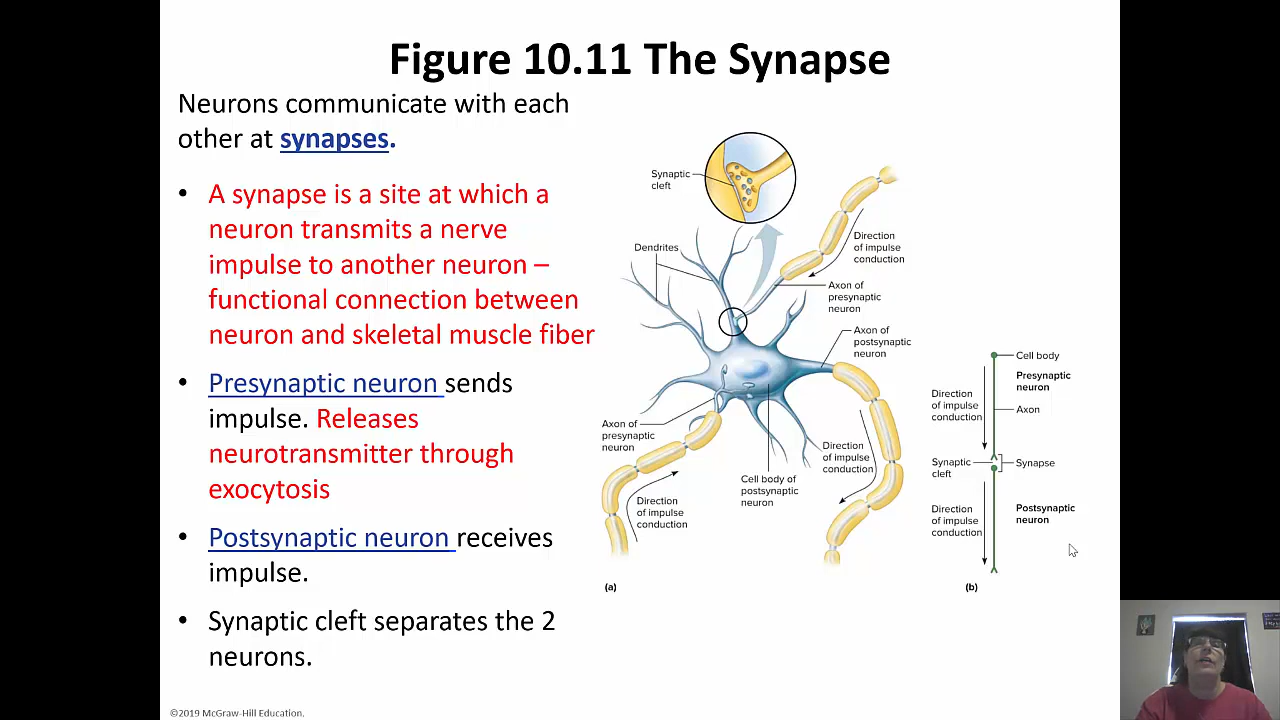 Figure 10.11 The Synapse
Neurons communicate with each
other at synapses.
• A synapse is a site at which a
neuron transmits a nerve
impulse to another neuron –
functional connection between
neuron and skeletal muscle fiber
• Presynaptic neuron sends
impulse. Releases
neurotransmitter through
exocytosis
• Postsynaptic neuron receives
impulse.
• Synaptic cleft separates the 2
neurons.
Synaptic
cleft
Dendrites
Direction
of impulse
conduction
Axon of
presynaptic
neuron
Axon of
postsynaptic
neuron
Axon of
presynaptic
neuron
Direction
of impulse
conduction
Cell body of
postsynaptic
neuron
Direction
of impulse
conduction
(a)
Cell body
Presynaptic
neuron
Direction
of impulse
conduction
Axon
Synaptic
cleft
Synapse
Direction
of impulse
conduction
Postsynaptic
neuron
(b)
©2019 McGraw-Hill Education.